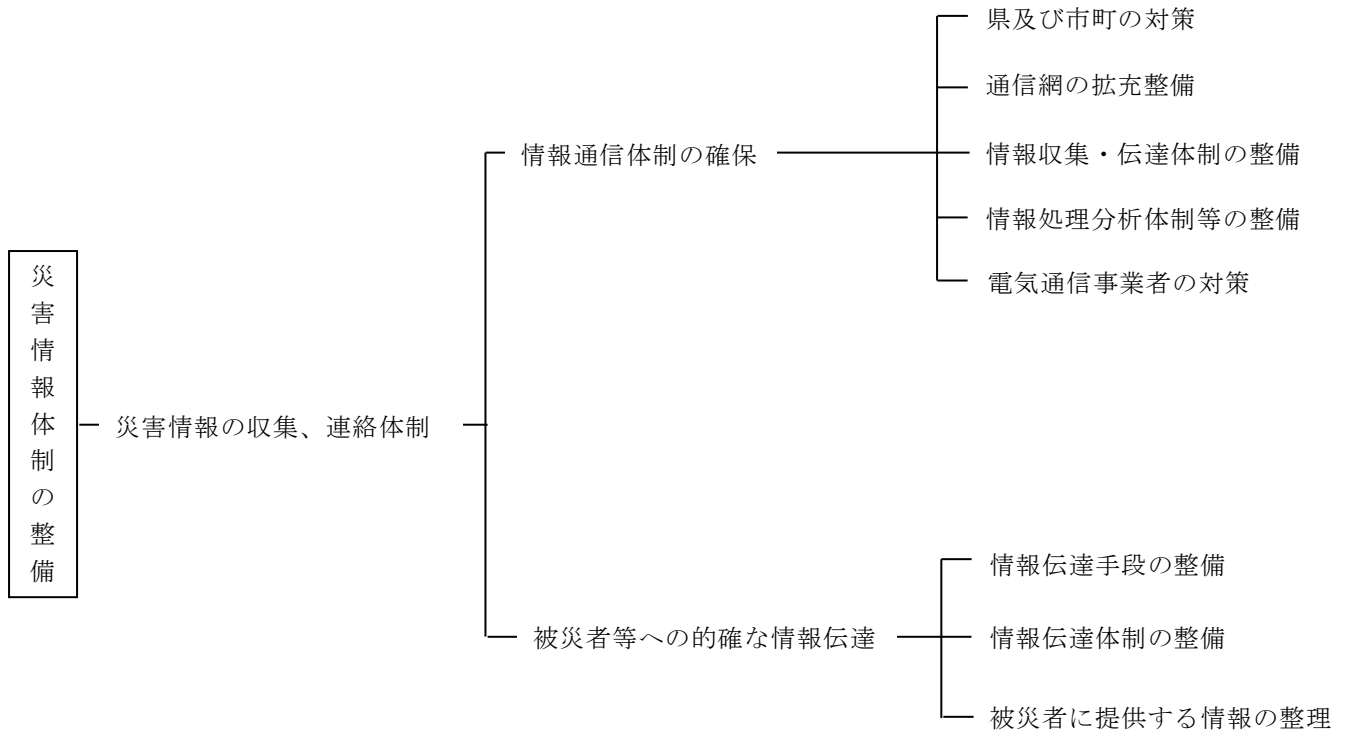 災害情報体制の整備
災害情報の収集、連絡体制
情報通信体制の確保
県及び市町の対策
通信網の拡充整備
情報収集・伝達体制の整備
情報処理分析体制等の整備
電気通信事業者の対策
被災者等への的確な情報伝達
情報伝達手段の整備
情報伝達体制の整備
被災者に提供する情報の整理